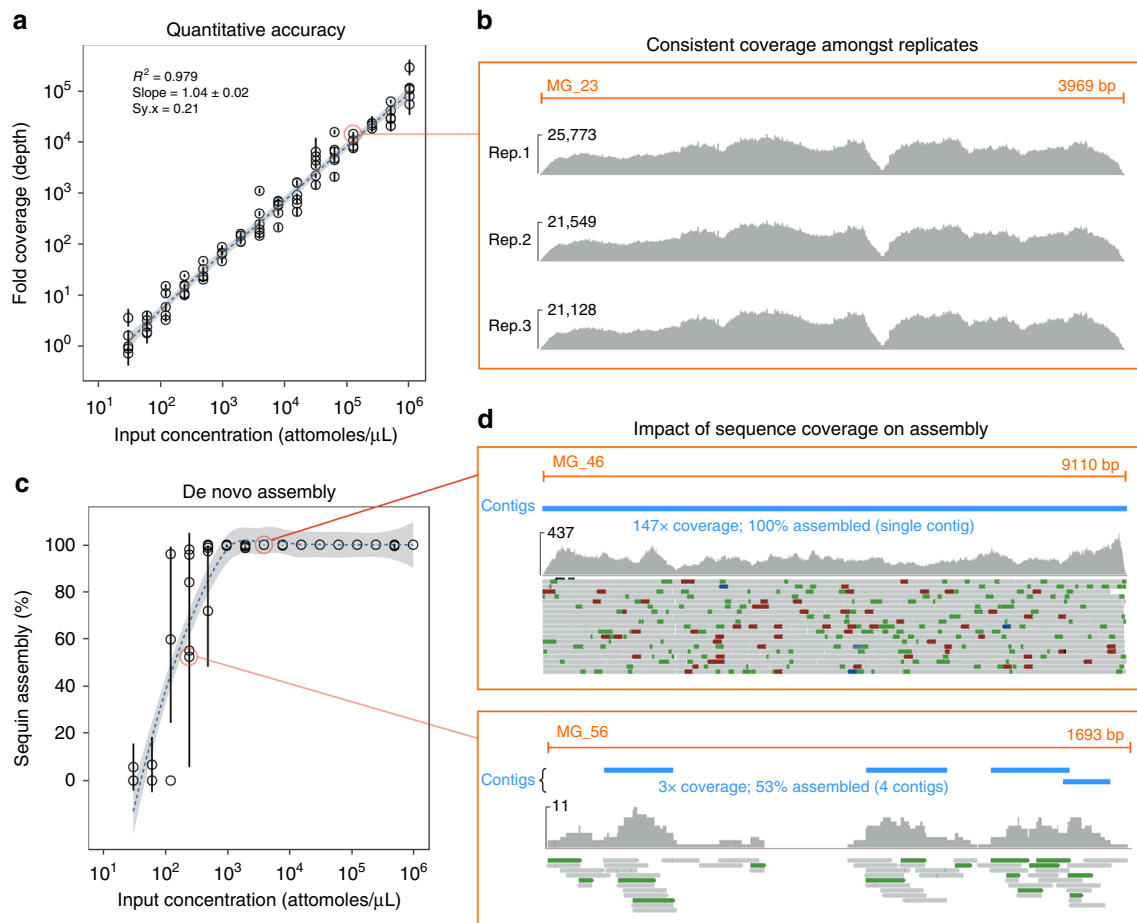 a
Quantitative accuracy
R² = 0.979
Slope = 1.04 ± 0.02
Sy.x = 0.21
Fold coverage (depth)
10⁵
10⁴
10³
10²
10¹
10⁰
10¹ 10² 10³ 10⁴ 10⁵ 10⁶
Input concentration (attomoles/μL)
b
Consistent coverage amongst replicates
MG_23 3969 bp
25,773
Rep.1
21,549
Rep.2
21,128
Rep.3
c
De novo assembly
Sequin assembly (%)
100
80
60
40
20
0
10¹ 10² 10³ 10⁴ 10⁵ 10⁶
Input concentration (attomoles/μL)
d
Impact of sequence coverage on assembly
MG_46 9110 bp
Contigs
147× coverage; 100% assembled (single contig)
437
MG_56 1693 bp
Contigs {
3× coverage; 53% assembled (4 contigs)
11